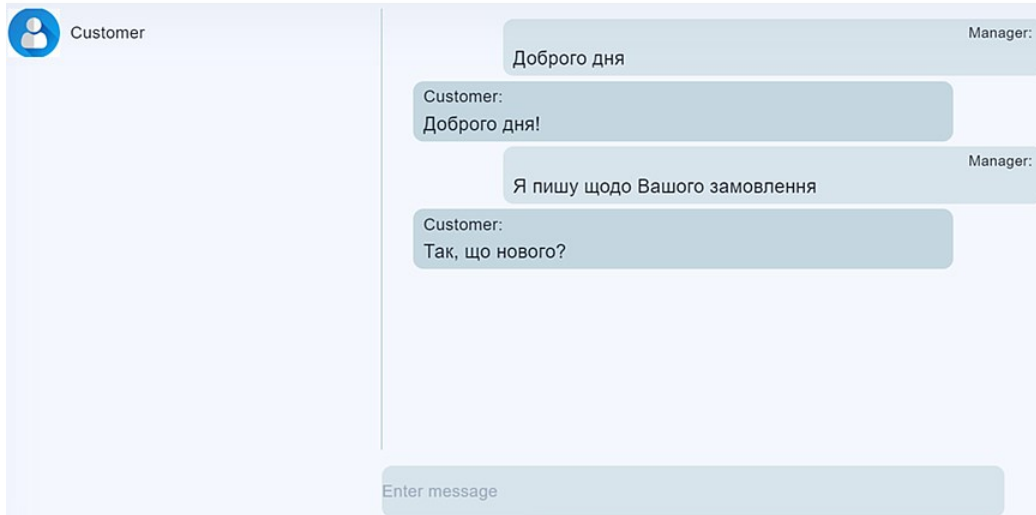 Customer
Manager:
Доброго дня
Customer:
Доброго дня!
Manager:
Я пишу щодо Вашого замовлення
Customer:
Так, що нового?
Enter message